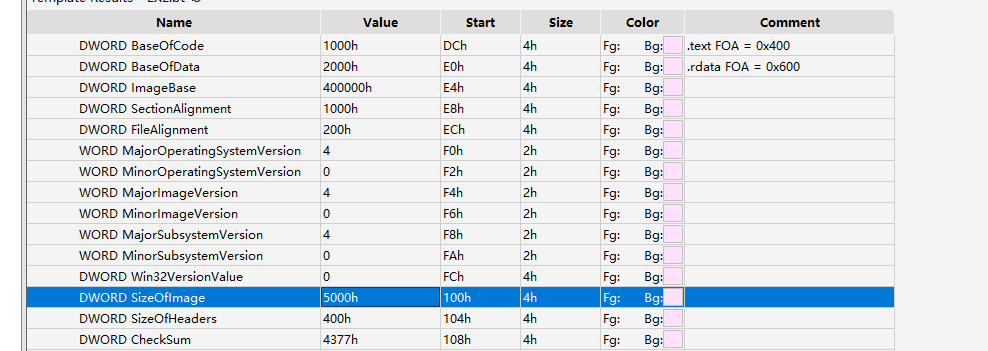 Name Value Start Size Color Comment
DWORD BaseOfCode 1000h DCh 4h Fg: Bg: .text FOA = 0x400
DWORD BaseOfData 2000h E0h 4h Fg: Bg: .rdata FOA = 0x600
DWORD ImageBase 400000h E4h 4h Fg: Bg:
DWORD SectionAlignment 1000h E8h 4h Fg: Bg:
DWORD FileAlignment 200h ECh 4h Fg: Bg:
WORD MajorOperatingSystemVersion 4 F0h 2h Fg: Bg:
WORD MinorOperatingSystemVersion 0 F2h 2h Fg: Bg:
WORD MajorImageVersion 4 F4h 2h Fg: Bg:
WORD MinorImageVersion 0 F6h 2h Fg: Bg:
WORD MajorSubsystemVersion 4 F8h 2h Fg: Bg:
WORD MinorSubsystemVersion 0 FAh 2h Fg: Bg:
DWORD Win32VersionValue 0 FCh 4h Fg: Bg:
DWORD SizeOfImage 5000h 100h 4h Fg: Bg:
DWORD SizeOfHeaders 400h 104h 4h Fg: Bg:
DWORD CheckSum 4377h 108h 4h Fg: Bg: